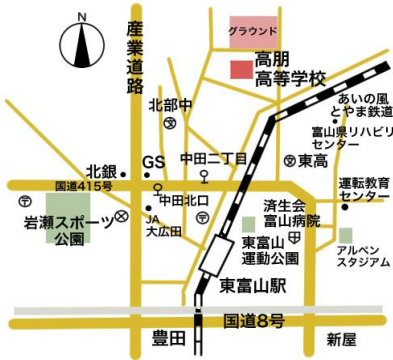 N
グラウンド
産業道路
高朋
高等学校
あいの風
とやま鉄道
北部中
富山県リハビリ
センター
北銀
GS
中田二丁目
東高
国道415号
中田北口
運転教育
センター
岩瀬スポーツ
公園
JA
大広田
済生会
富山病院
東富山
運動公園
アルペン
スタジアム
東富山駅
国道8号
豊田
新屋